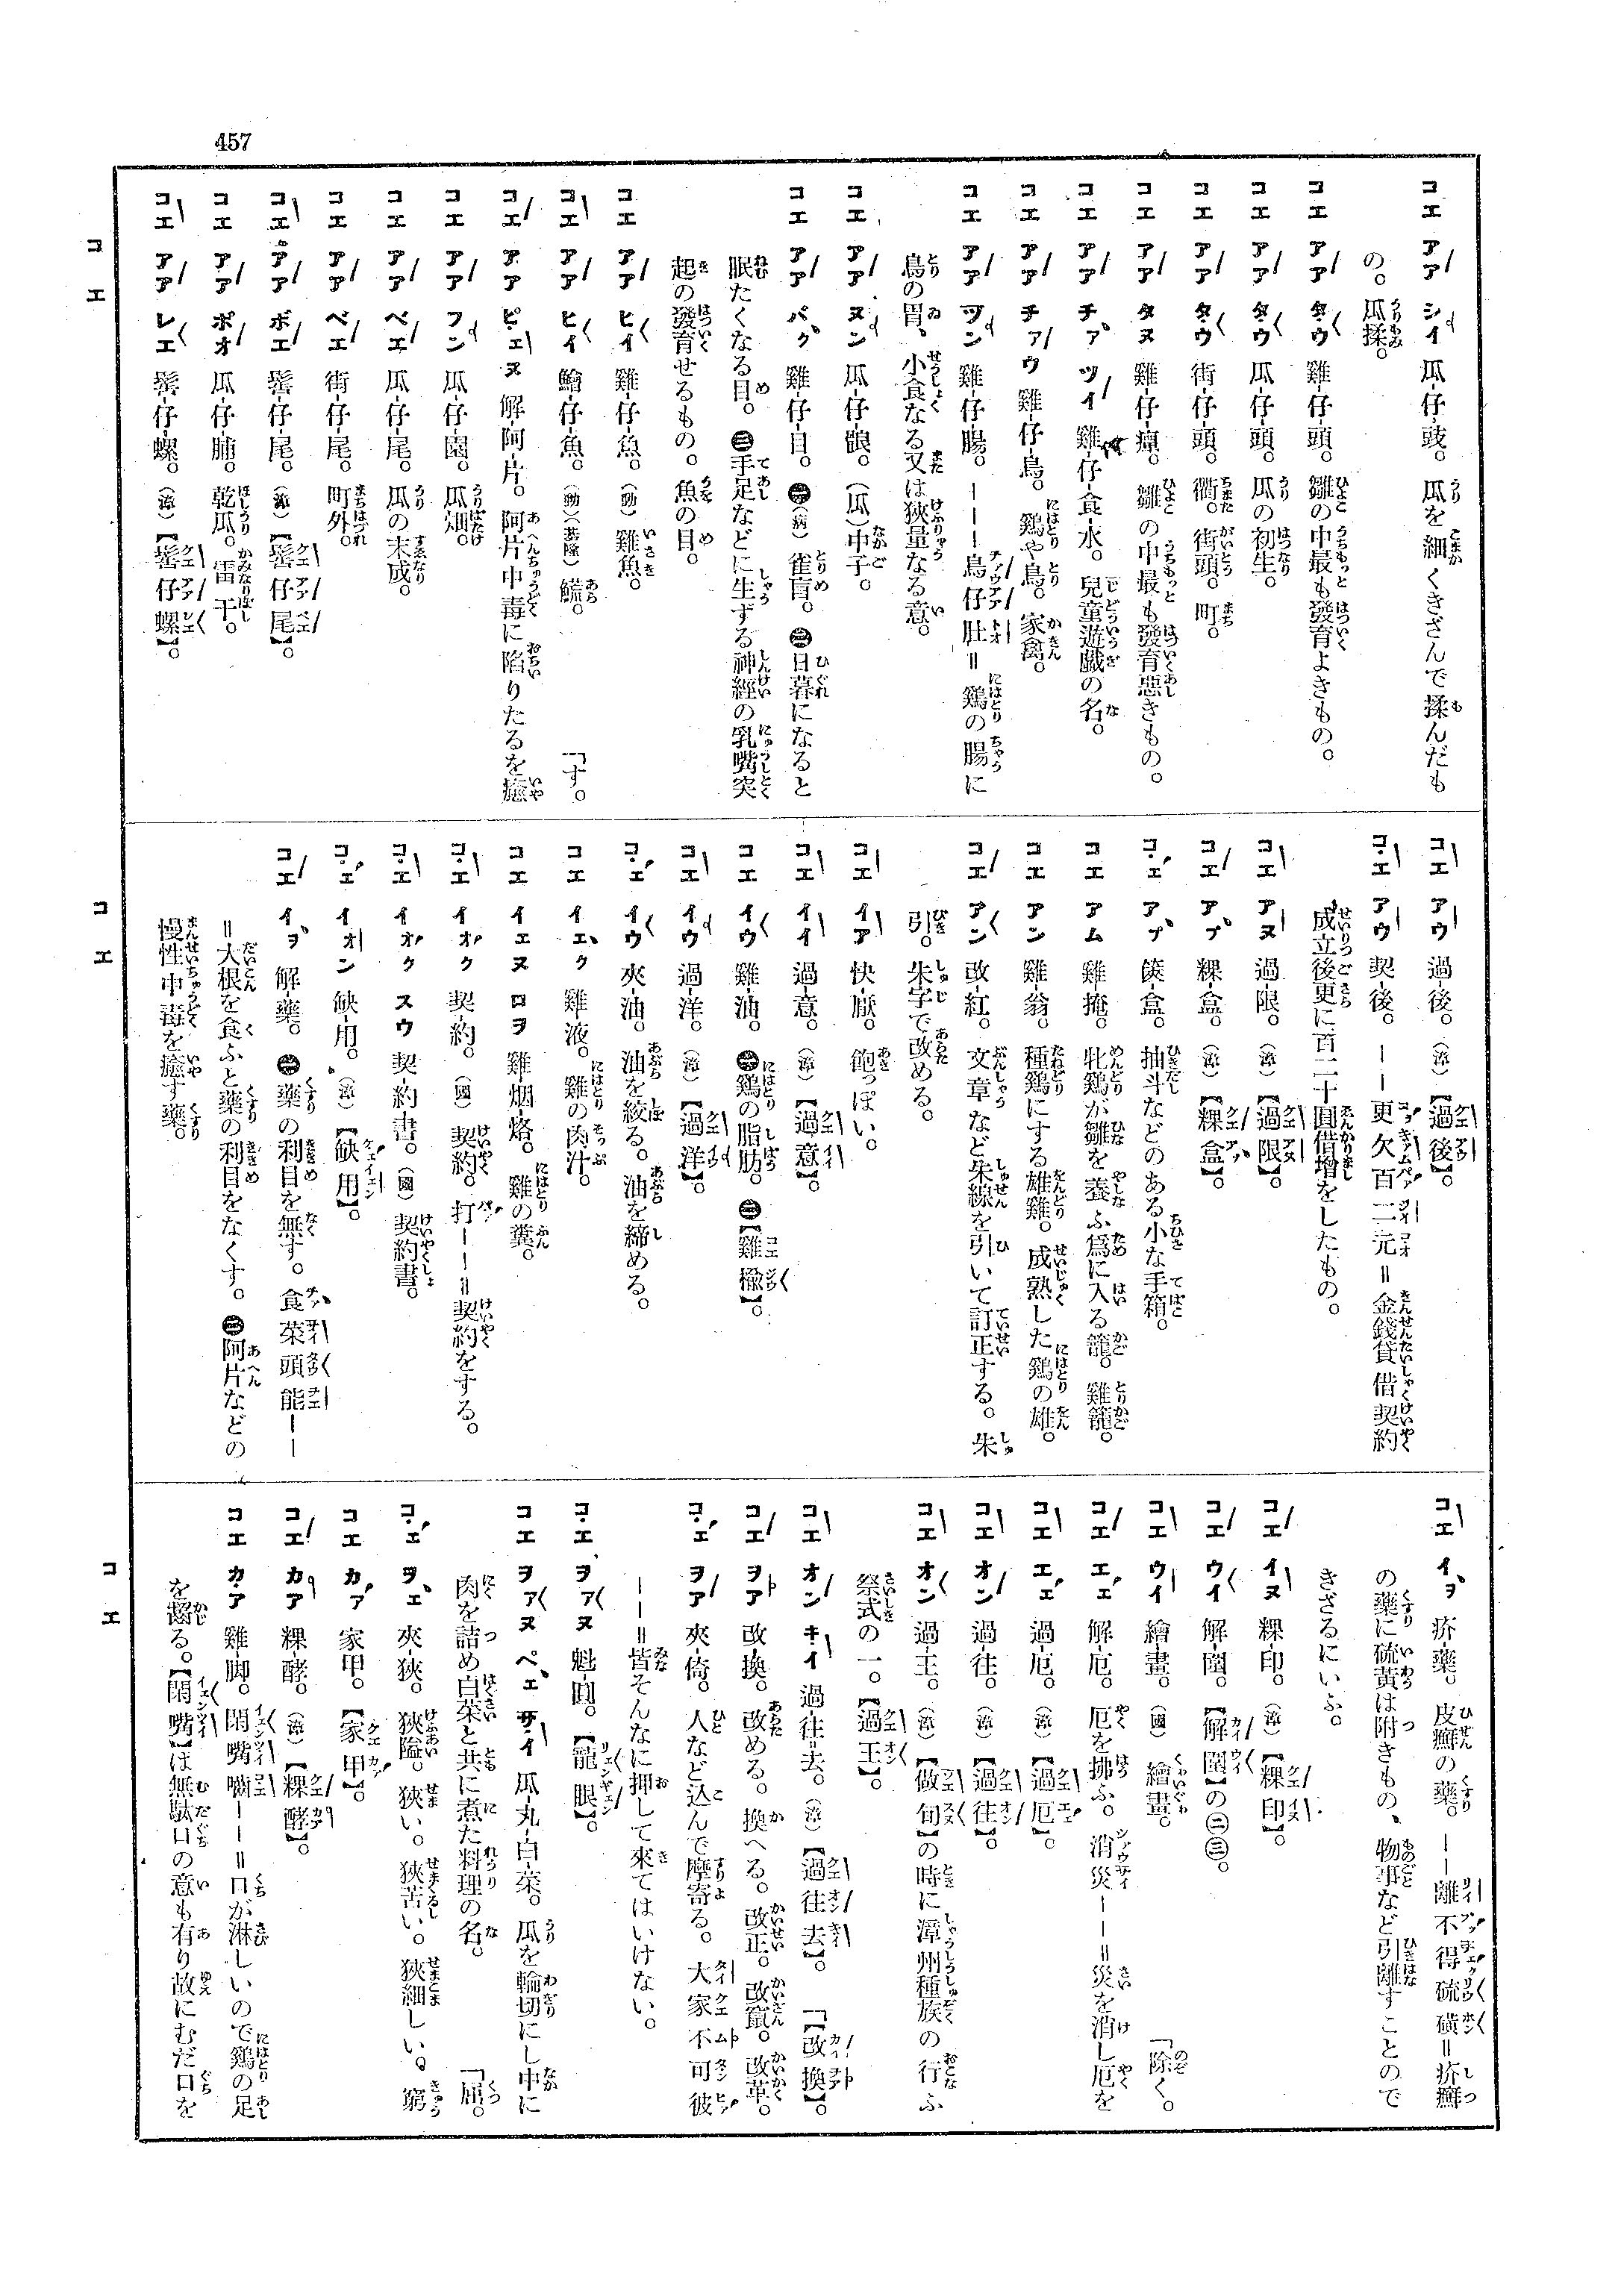 457
コエ アア シイ 瓜-仔-豉。 瓜を細くきざんで揉んだも
の。瓜揉。
コエ アア タウ 雞-仔-頭。 雛の中最も發育よきもの。
コエ アア タウ 瓜-仔-頭。 瓜の初生。
コエ アア タウ 街-仔-頭。 衢。街頭。町。
コエ アア タヌ 雞-仔- 雛の中最も發育惡きもの。
コエ アア チァ ツイ 雞-仔-食-水。 兒童遊戲の名。
コエ アア チァウ 雞-仔-鳥。 鷄や鳥。家禽。
コエ アア ツン 雞-仔-腸。 ーーー鳥仔肚＝鷄の腸に
鳥の胃、小食なる又は狹量なる意。
コエ アア ヌン 瓜-仔- （瓜）中子。
コエ アア バク 雞-仔-目。 ㊀（病）雀盲。㊁日暮になると
眠たくなる目。㊂手足などに生ずる神經の乳嘴突
起の發育せるもの。魚の目。
コエ アア ヒイ 雞-仔-魚。 （動）雞魚。
コエ アア ヒイ 鱠-仔-魚。 （動）（基隆） 「す。
コエ アア ピェヌ 解-阿-片。 阿片中毒に陷りたるを癒
コエ アア フン 瓜-仔-園。 瓜畑。
コエ アア ベエ 瓜-仔-尾。 瓜の末成。
コエ アア ベエ 街-仔-尾。 町外。
コエ アア ボエ 髻-仔-尾。 （漳）【髻仔尾】。
コエ アア ポオ 瓜-仔-脯。 乾瓜。雷干。
コエ アア レエ 髻-仔-螺。 （漳）【髻仔螺】。
コエ
コエ アウ 過-後。 （漳）【過後】。
コエ アウ 契-後。 ーー更欠百二元＝金錢貸借契約
成立後更に百二十圓借增をしたもの。
コエ アヌ 過-限。 （漳）【過限】。
コエ アプ 粿-盒。 （漳）【粿盒】。
コエ アプ 篋-盒。 抽斗などのある小な手箱。
コエ アム 雞-掩。 牝鷄が雛を養ふ爲に入る籠。雞籠。
コエ アン 雞-翁。 種鷄にする雄雞。成熟した鷄の雄。
コエ アン 改-紅。 文章など朱線を引いて訂正する。朱
引。朱字で改める。
コエ イア 快-厭。 飽っぽい。
コエ イイ 過-意。 （漳）【過意】。
コエ イウ 雞-油。 ㊀鷄の脂肪。㊁【雞】。
コエ イウ 過-洋。 （漳）【過洋】。
コエ イウ 夾-油。 油を絞る。油を締める。
コエ イェク 雞-液。 雞の肉汁。
コエ イェヌ ロヲ 雞-烟-烙。 雞の糞。
コエ イオク 契-約。 （國）契約。打ーー＝契約をする。
コエ イオク スウ 契-約-書。 （國）契約書。
コエ イオン 缺-用。 （漳）【缺用】。
コエ イヲ 解-藥。 ㊀藥の利目を無す。食菜頭能ーー
＝大根を食ふと藥の利目をなくす。㊁阿片などの
慢性中毒を癒す藥。
コエ
コエ イヲ 疥-藥。 皮癬の藥。ーー離不得硫磺＝疥癬
の藥に硫黄は附きもの、物事など引離すことので
きざるにいふ。
コエ イヌ 粿-印。 （漳）【粿印】。
コエ ウイ 解-圍。 【解圍】の㊁㊂。
コエ ウイ 繪-畫。 （國）繪畫。 「除く。
コエ エェ 解-厄。 厄を拂ふ。消災ーー＝災を消し厄を
コエ エェ 過-厄。 （漳）【過厄】。
コエ オン 過-往。 （漳）【過往】。
コエ オン 過-王。 （漳）【做旬】の時に漳州種族の行ふ
祭式の一。【過王】。
コエ オン キイ 過-往-去。 （漳）【過往去】。 「【改換】。
コエ ヲア 改-換。 改める。換へる。改正。改竄。改革。
コエ ヲア 夾-倚。 人など込んで摩寄る。大家不可彼
ーー＝皆そんなに押して來てはいけない。
コエ ヲァヌ 魁-圓。 【龍眼】。
コエ ヲァヌ ペェ サイ 瓜-丸-白-菜。 瓜を輪切にし中に
肉を詰め白菜と共に煮た料理の名。 「屈。
コエ ヲェ 夾-狹。 狹隘。狹い。狹苦い。狹細しい。窮
コエ カァ 家-甲。 【家甲】。
コエ カア 粿-酵。 （漳）【粿酵】。
コエ カア 雞-脚。 閑嘴嚙ーー＝口が淋しいので鷄の足
を齧る。【閑嘴】は無駄口の意も有り故にむだ口を
コエ